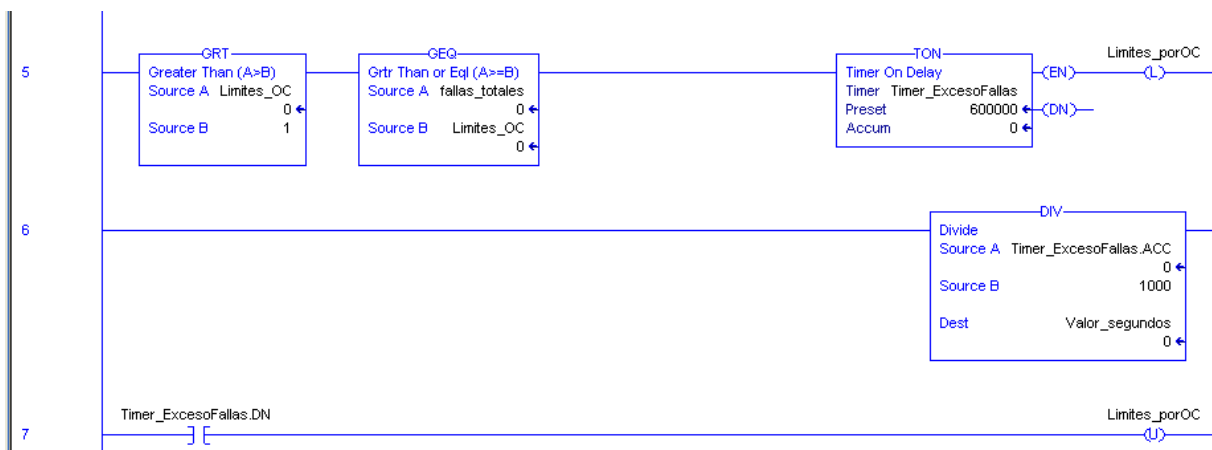 5
GRT
Greater Than (A>B)
Source A Limites_OC
0
Source B 1
GEQ
Grtr Than or Eql (A>=B)
Source A fallas_totales
0
Source B Limites_OC
0
TON
Timer On Delay
Timer Timer_ExcesoFallas
Preset 600000
Accum 0
(EN)
(DN)
Limites_porOC
(L)
6
DIV
Divide
Source A Timer_ExcesoFallas.ACC
0
Source B 1000
Dest Valor_segundos
0
7
Timer_ExcesoFallas.DN
Limites_porOC
(U)